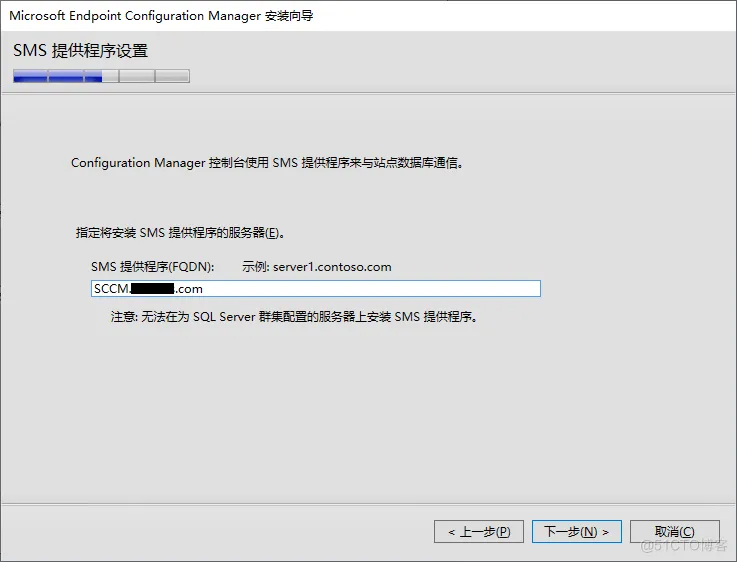 Microsoft Endpoint Configuration Manager 安装向导
SMS 提供程序设置
Configuration Manager 控制台使用 SMS 提供程序来与站点数据库通信。
指定将安装 SMS 提供程序的服务器(E)。
SMS 提供程序(FQDN): 示例: server1.contoso.com
SCCM. .com
注意: 无法在为 SQL Server 群集配置的服务器上安装 SMS 提供程序。
< 上一步(P) 下一步(N) > 取消(C)
@51CTO博客